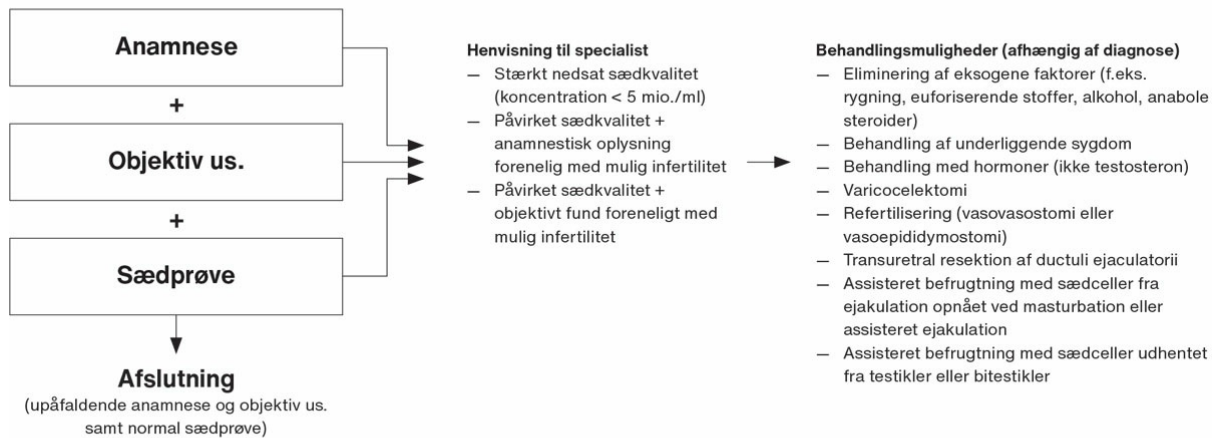 Anamnese
+
Objektiv us.
+
Sædprøve
Afslutning
(upåfaldende anamnese og objektiv us.
samt normal sædprøve)
Henvisning til specialist
— Stærkt nedsat sædkvalitet
(koncentration < 5 mio./ml)
— Påvirket sædkvalitet +
anamnestisk oplysning
forenelig med mulig infertilitet
— Påvirket sædkvalitet +
objektivt fund foreneligt med
mulig infertilitet
Behandlingsmuligheder (afhængig af diagnose)
— Eliminering af eksogene faktorer (f.eks.
rygning, euforiserende stoffer, alkohol, anabole
steroider)
— Behandling af underliggende sygdom
— Behandling med hormoner (ikke testosteron)
— Varicocelektomi
— Refertilisering (vasovasostomi eller
vasoepididymostomi)
— Transuretral resektion af ductuli ejaculatorii
— Assisteret befrugtning med sædceller fra
ejakulation opnået ved masturbation eller
assisteret ejakulation
— Assisteret befrugtning med sædceller udhentet
fra testikler eller bitestikler